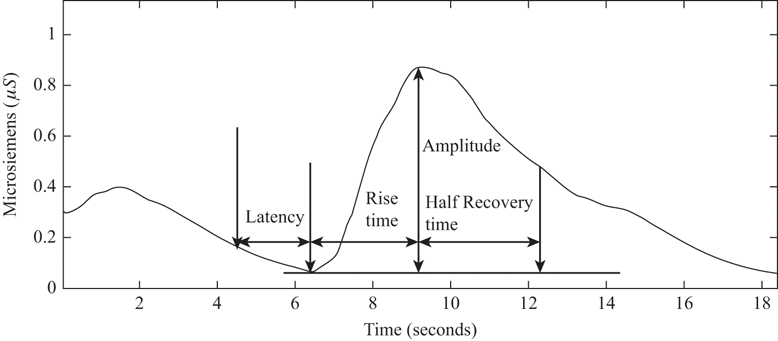 Microsiemens (µS)
1
0.8
0.6
0.4
0.2
0
Latency
Rise
time
Amplitude
Half Recovery
time
2
4
6
8
10
12
14
16
18
Time (seconds)